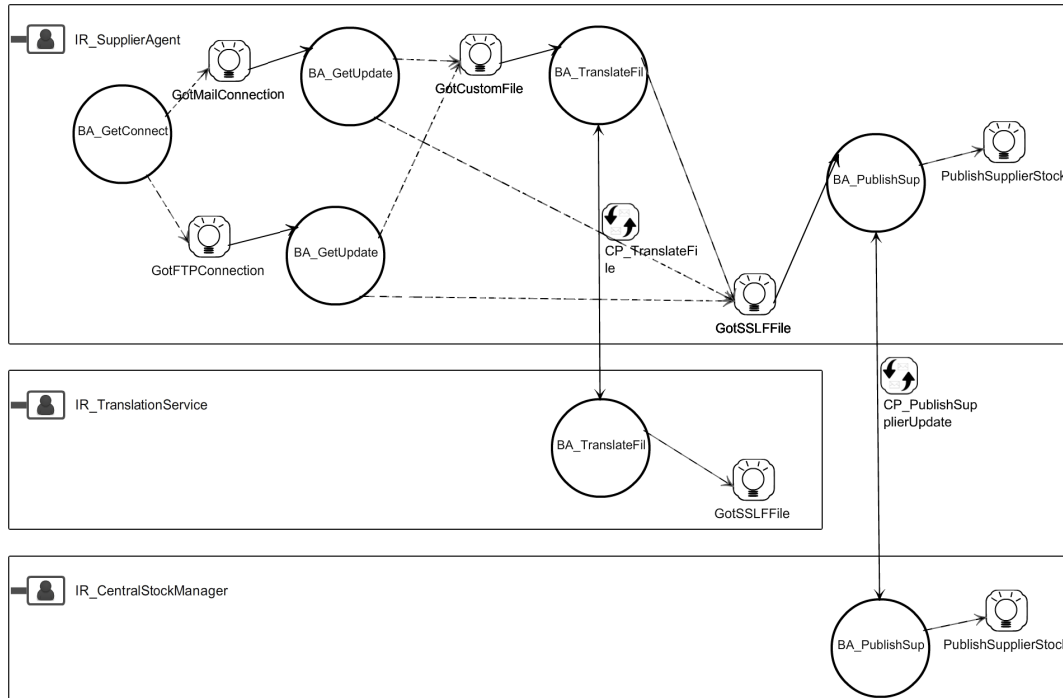 IR_SupplierAgent
GotMailConnection
BA_GetUpdate
GotCustomFile
BA_TranslateFil
BA_GetConnect
BA_PublishSup
PublishSupplierStock
GotFTPConnection
BA_GetUpdate
CP_TranslateFi
le
GotSSLFFile
IR_TranslationService
CP_PublishSup
plierUpdate
BA_TranslateFil
GotSSLFFile
IR_CentralStockManager
BA_PublishSup
PublishSupplierStock